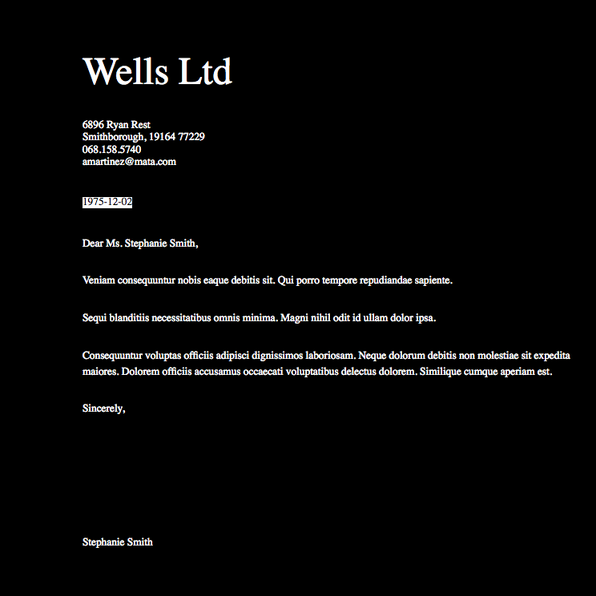 Wells Ltd
6896 Ryan Rest
Smithborough, 19164 77229
068.158.5740
amartinez@mata.com
1975-12-02
Dear Ms. Stephanie Smith,
Veniam consequuntur nobis eaque debitis sit. Qui porro tempore repudiandae sapiente.
Sequi blanditiis necessitatibus omnis minima. Magni nihil odit id ullam dolor ipsa.
Consequuntur voluptas officiis adipisci dignissimos laboriosam. Neque dolorum debitis non molestiae sit expedita
maiores. Dolorem officiis accusamus occaecati voluptatibus delectus dolorem. Similique cumque aperiam est.
Sincerely,
Stephanie Smith